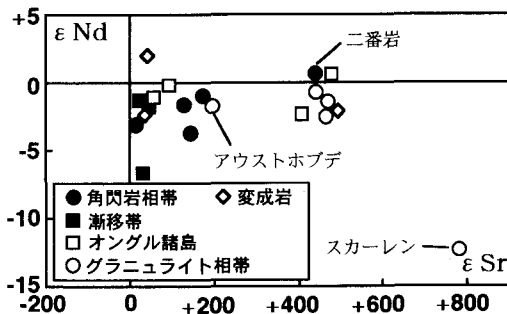 +5
ε Nd
0
-5
-10
-15
二番岩
アウストホブデ
スカーレン
● 角閃岩相帯 ◇ 変成岩
■ 漸移帯
□ オングル諸島
○ グラニュライト相帯
ε Sr
-200 0 +200 +400 +600 +800